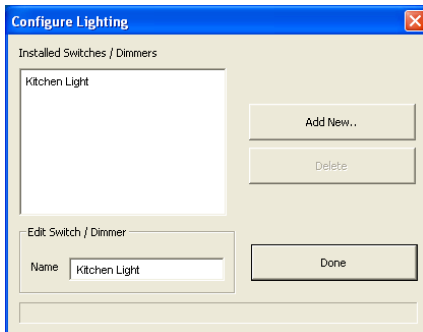 Configure Lighting
Installed Switches / Dimmers
Kitchen Light
Add New..
Delete
Edit Switch / Dimmer
Name Kitchen Light
Done